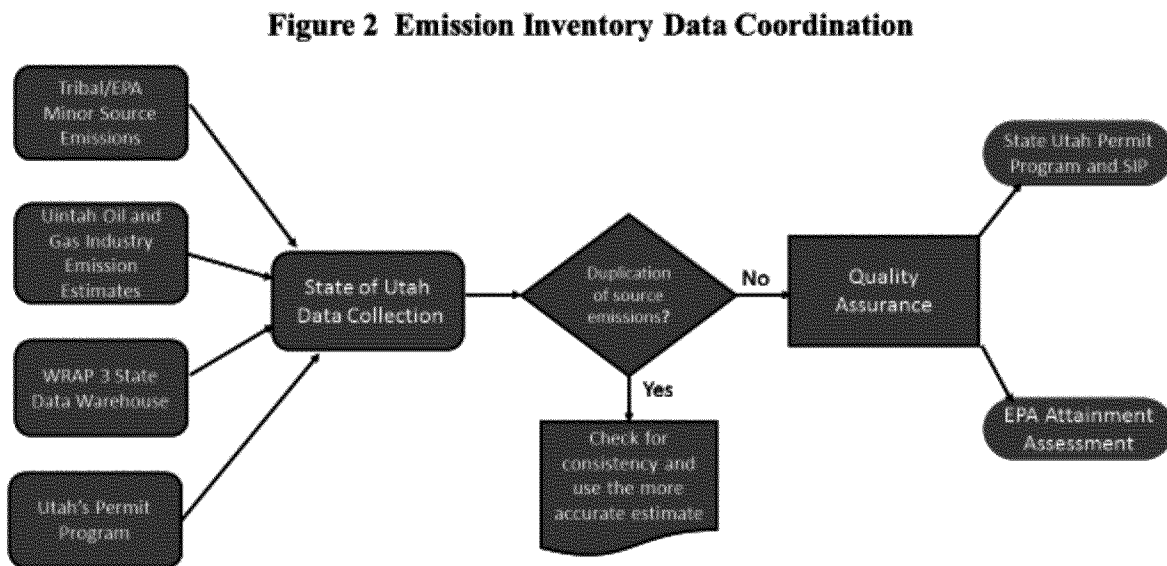 Figure 2 Emission Inventory Data Coordination
Tribal/EPA
Minor Source
Emissions
Uintah Oil and
Gas Industry
Emission
Estimates
WRAP 3 State
Data Warehouse
Utah's Permit
Program
State of Utah
Data Collection
Duplication
of source
emissions?
No
Yes
Check for
consistency and
use the more
accurate estimate
Quality
Assurance
State Utah Permit
Program and SIP
EPA Attainment
Assessment